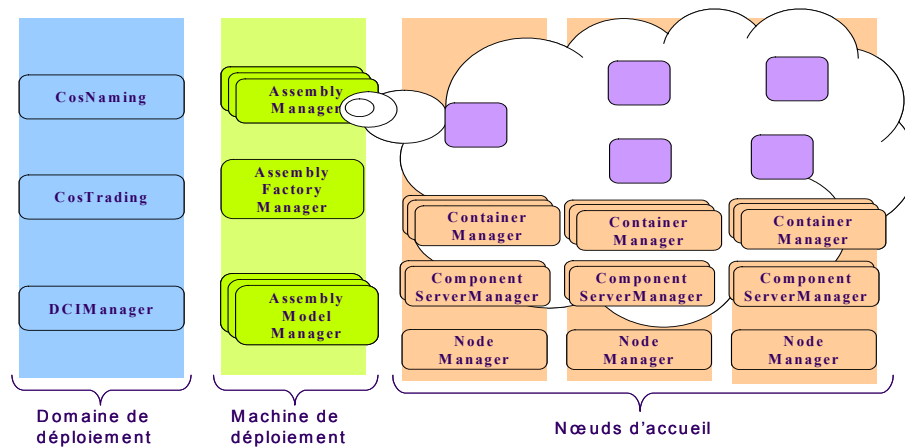 CosNaming
CosTrading
DCIManager
Domaine de
déploiement
Assembly
Manager
Assembly
Factory
Manager
Assembly
Model
Manager
Machine de
déploiement
Container
Manager
Container
Manager
Container
Manager
Component
ServerManager
Component
ServerManager
Component
ServerManager
Node
Manager
Node
Manager
Node
Manager
Nœuds d'accueil